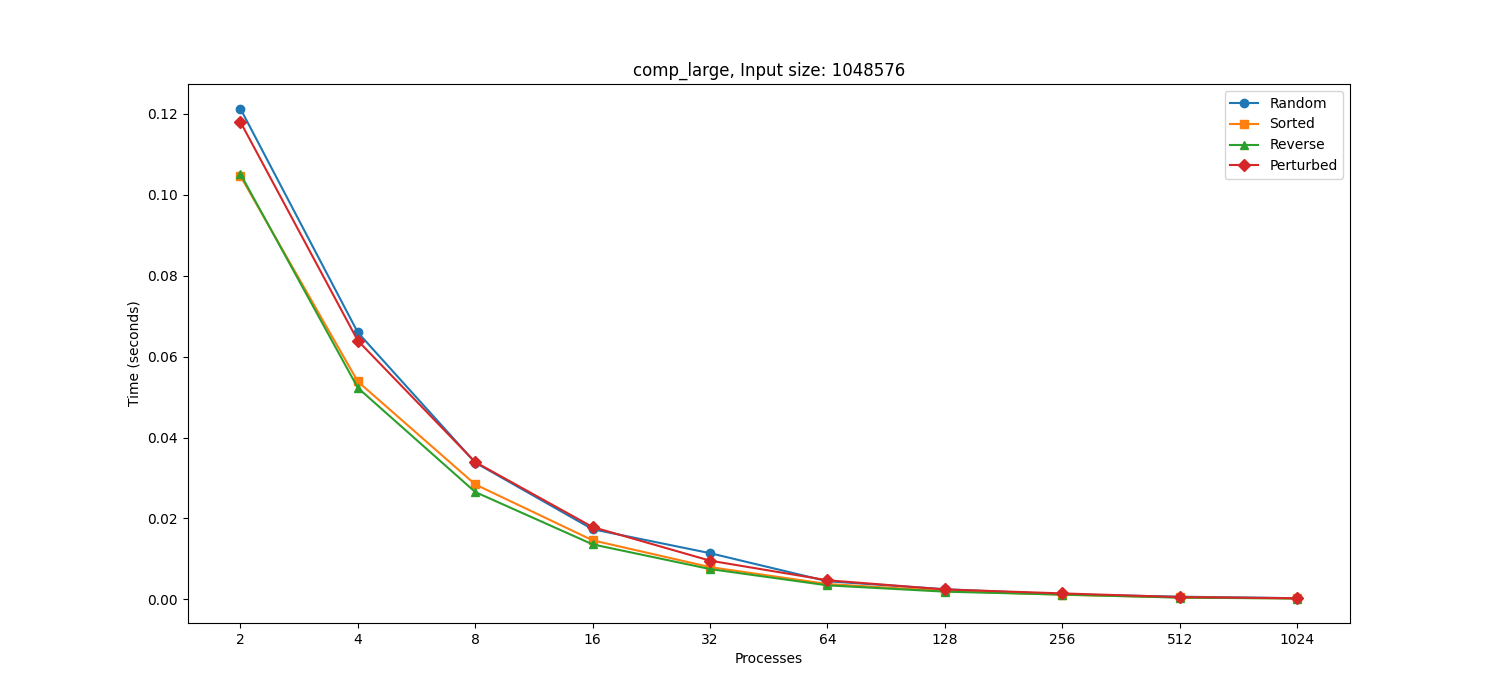 comp_large, Input size: 1048576
Random
Sorted
Reverse
Perturbed
Time (seconds)
0.12
0.10
0.08
0.06
0.04
0.02
0.00
2 4 8 16 32 64 128 256 512 1024
Processes